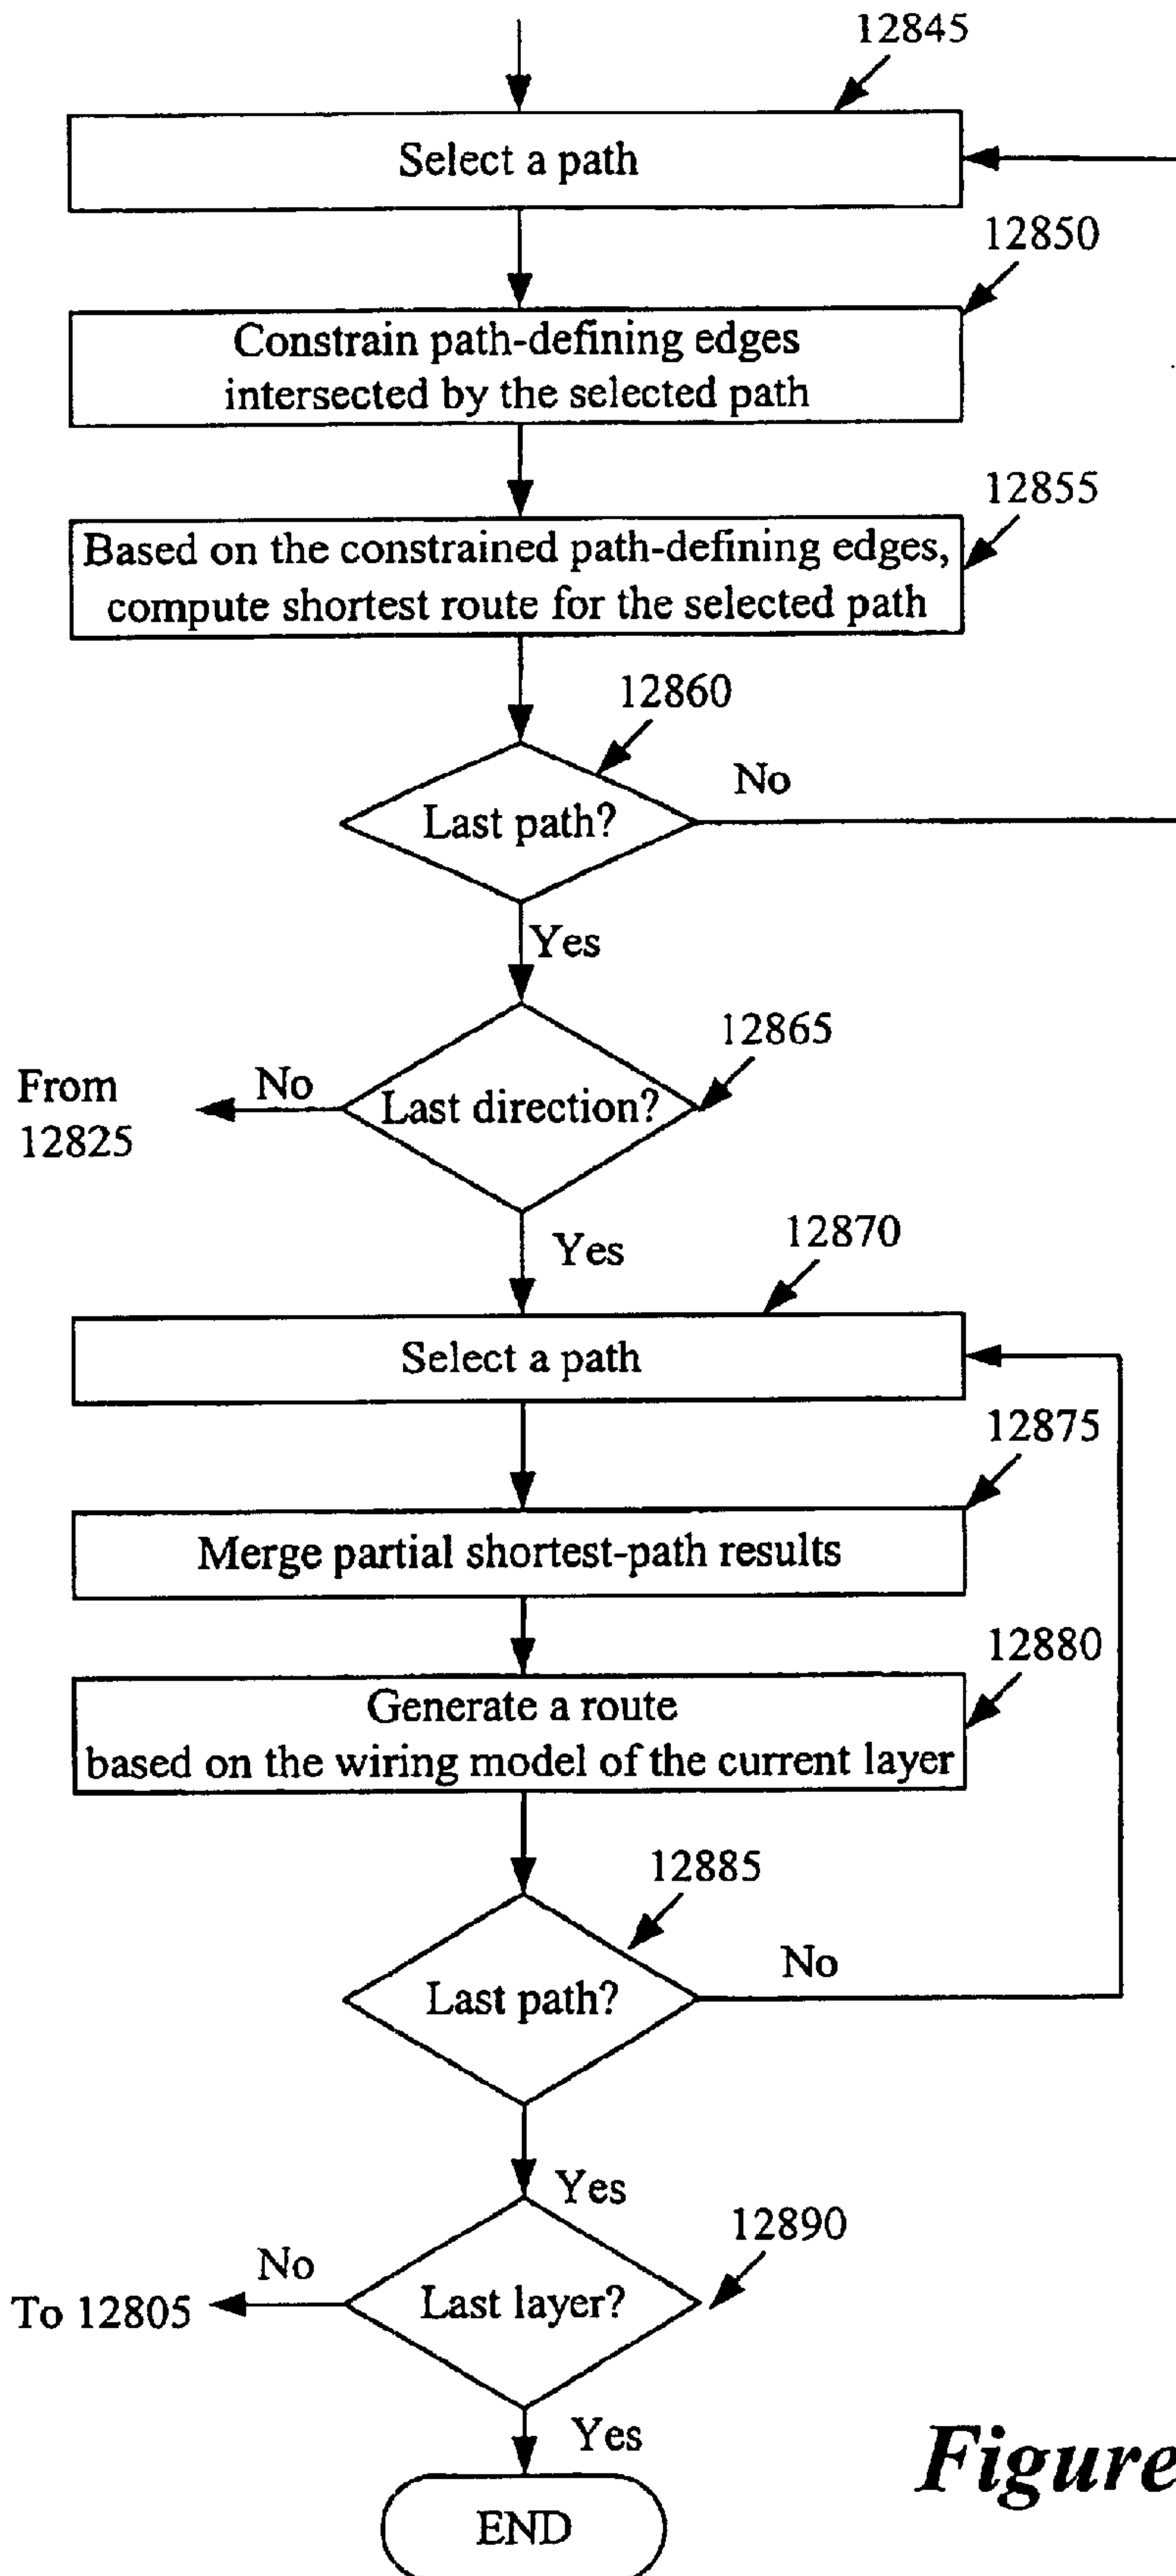 12845
Select a path
12850
Constrain path-defining edges
intersected by the selected path
12855
Based on the constrained path-defining edges,
compute shortest route for the selected path
12860
No
Last path?
Yes
12865
From
12825
No
Last direction?
Yes
12870
Select a path
12875
Merge partial shortest-path results
12880
Generate a route
based on the wiring model of the current layer
12885
No
Last path?
Yes
12890
No
To 12805
Last layer?
Yes
Figure
END